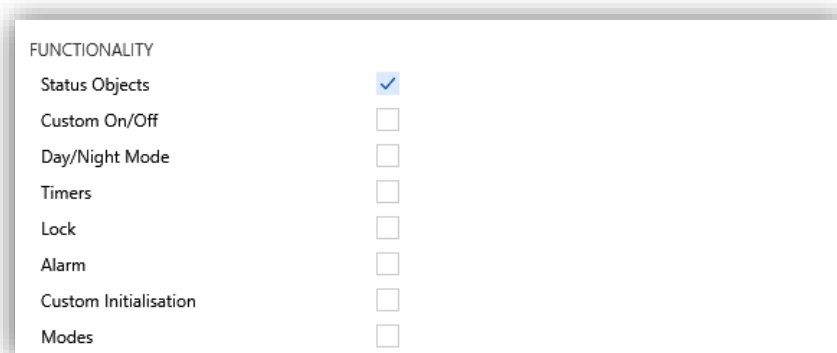 FUNCTIONALITY
Status Objects
Custom On/Off
Day/Night Mode
Timers
Lock
Alarm
Custom Initialisation
Modes